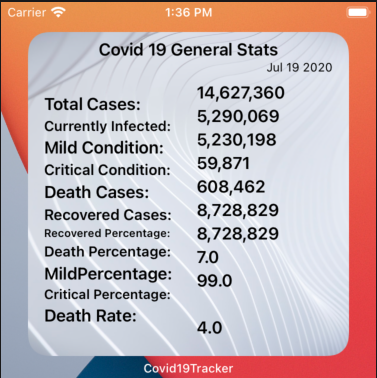 Carrier 1:36 PM
Covid 19 General Stats
Jul 19 2020
Total Cases: 14,627,360
Currently Infected: 5,290,069
Mild Condition: 5,230,198
Critical Condition: 59,871
Death Cases: 608,462
Recovered Cases: 8,728,829
Recovered Percentage: 8,728,829
Death Percentage: 7.0
MildPercentage: 99.0
Critical Percentage:
Death Rate: 4.0
Covid19Tracker